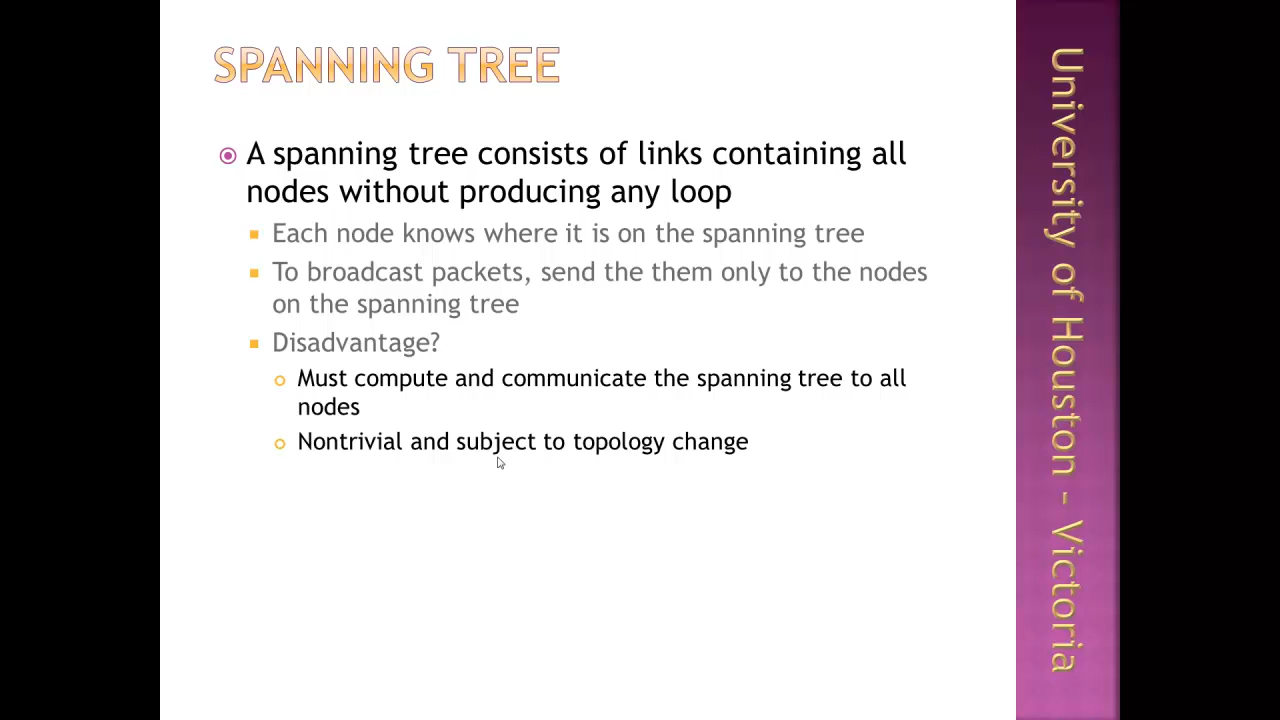 SPANNING TREE
A spanning tree consists of links containing all
nodes without producing any loop
Each node knows where it is on the spanning tree
To broadcast packets, send the them only to the nodes
on the spanning tree
Disadvantage?
Must compute and communicate the spanning tree to all
nodes
Nontrivial and subject to topology change
University of Houston - Victoria